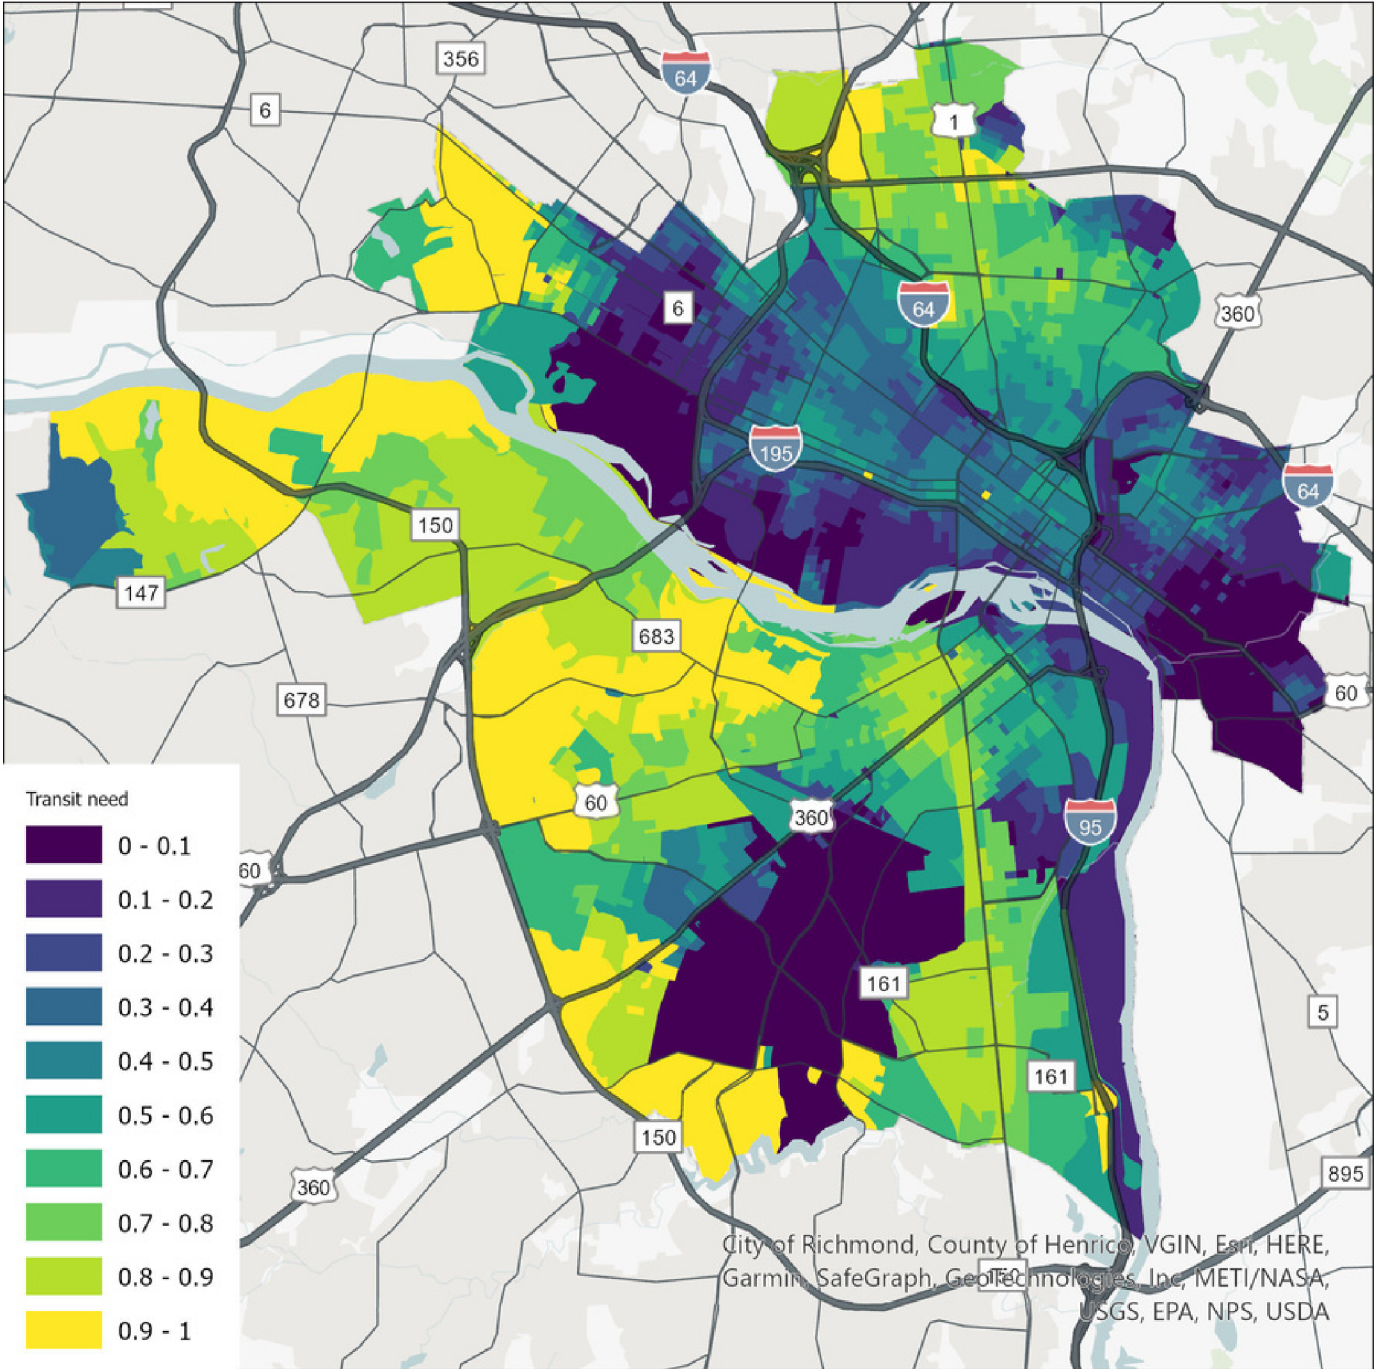 356
64
6
1
6
64
360
195
64
150
147
683
678
60
60
360
60
95
161
5
161
150
895
360
Transit need
0 - 0.1
0.1 - 0.2
0.2 - 0.3
0.3 - 0.4
0.4 - 0.5
0.5 - 0.6
0.6 - 0.7
0.7 - 0.8
0.8 - 0.9
0.9 - 1
City of Richmond, County of Henrico, VGIN, Esri, HERE,
150
Garmin, SafeGraph, GeoTechnologies, Inc, METI/NASA,
USGS, EPA, NPS, USDA